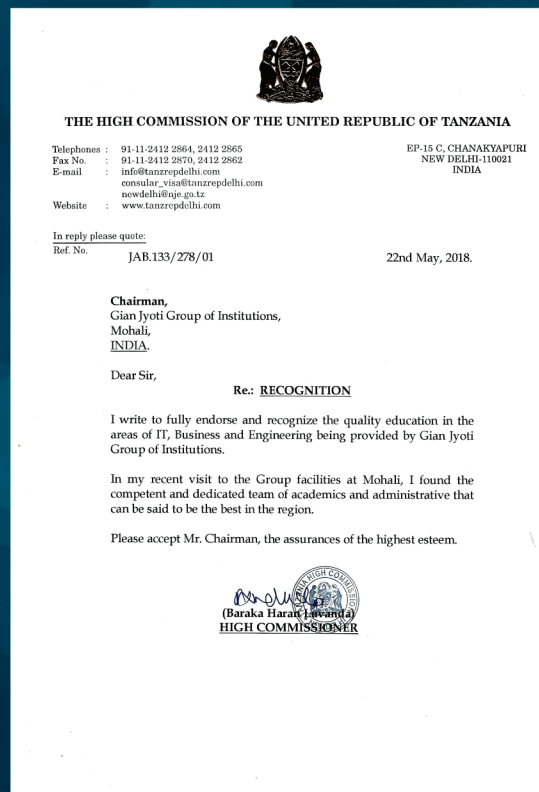 THE HIGH COMMISSION OF THE UNITED REPUBLIC OF TANZANIA
Telephones : 91-11-2412 2864, 2412 2865
Fax No. : 91-11-2412 2870, 2412 2862
E-mail : info@tanzrepdelhi.com
consular_visa@tanzrepdelhi.com
newdelhi@nje.go.tz
Website : www.tanzrepdelhi.com
EP-15 C, CHANAKYAPURI
NEW DELHI-110021
INDIA
In reply please quote:
Ref. No. JAB.133/278/01
22nd May, 2018.
Chairman,
Gian Jyoti Group of Institutions,
Mohali,
INDIA.
Dear Sir,
Re.: RECOGNITION
I write to fully endorse and recognize the quality education in the
areas of IT, Business and Engineering being provided by Gian Jyoti
Group of Institutions.
In my recent visit to the Group facilities at Mohali, I found the
competent and dedicated team of academics and administrative that
can be said to be the best in the region.
Please accept Mr. Chairman, the assurances of the highest esteem.
TANZANIA HIGH COMMISSION
(Baraka Haran Luvanda)
HIGH COMMISSIONER